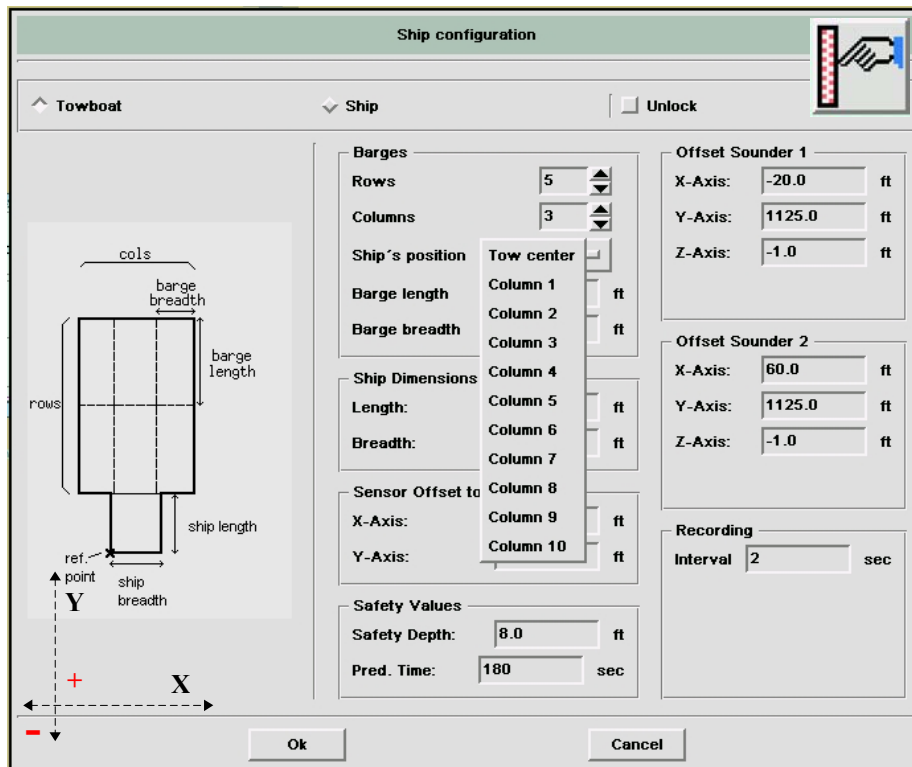 Ship configuration
Towboat
Ship
Unlock
cols
barge
breadth
barge
length
rows
ship length
ref.
point
ship
breadth
Y
X
+
-
Barges
Rows
5
Columns
3
Ship´s position
Barge length
ft
Barge breadth
ft
Tow center
Column 1
Column 2
Column 3
Column 4
Column 5
Column 6
Column 7
Column 8
Column 9
Column 10
Ship Dimensions
Length:
ft
Breadth:
ft
Sensor Offset to
X-Axis:
ft
Y-Axis:
ft
Safety Values
Safety Depth:
8.0
ft
Pred. Time:
180
sec
Offset Sounder 1
X-Axis:
-20.0
ft
Y-Axis:
1125.0
ft
Z-Axis:
-1.0
ft
Offset Sounder 2
X-Axis:
60.0
ft
Y-Axis:
1125.0
ft
Z-Axis:
-1.0
ft
Recording
Interval
2
sec
Ok
Cancel